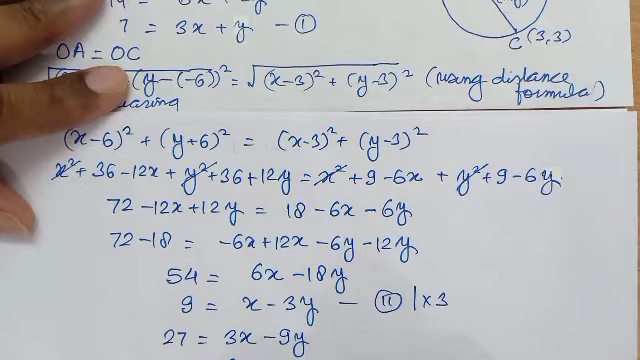 7 = 3x + y — (I)
C (3,3)
OA = OC
(y-(-6))² = √(x-3)² + (y-3)² (using distance formula)
(x-6)² + (y+6)² = (x-3)² + (y-3)²
x² + 36 - 12x + y² + 36 + 12y = x² + 9 - 6x + y² + 9 - 6y.
72 - 12x + 12y = 18 - 6x - 6y
72 - 18 = -6x + 12x - 6y - 12y
54 = 6x - 18y
9 = x - 3y — (II) | × 3
27 = 3x - 9y